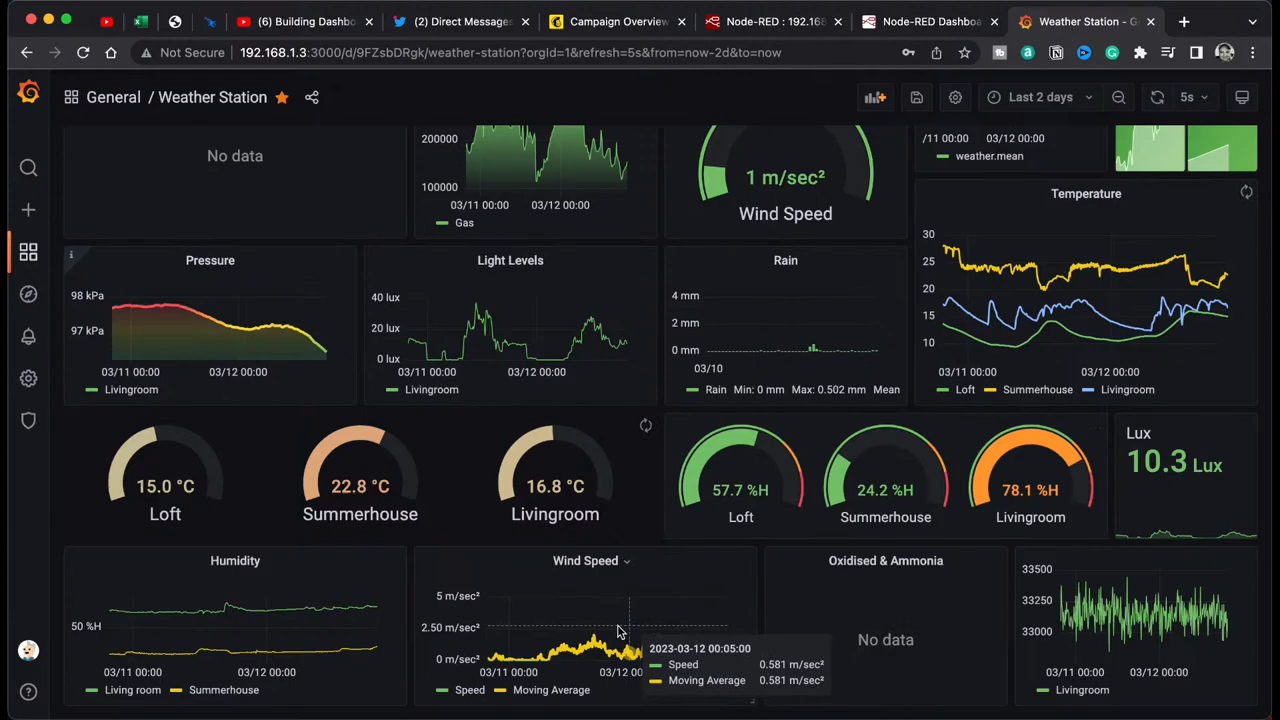 (6) Building Dashbo
(2) Direct Messages
Campaign Overview
Node-RED : 192.168
Node-RED Dashboa
Weather Station - G
Not Secure
192.168.1.3:3000/d/9FZsbDRgk/weather-station?orgId=1&refresh=5s&from=now-2d&to=now
General / Weather Station
Last 2 days
5s
No data
200000
100000
03/11 00:00 03/12 00:00
Gas
1 m/sec²
Wind Speed
/11 00:00 03/12 00:00
weather.mean
Temperature
30
25
20
15
10
03/11 00:00 03/12 00:00
Loft Summerhouse Livingroom
Pressure
98 kPa
97 kPa
03/11 00:00 03/12 00:00
Livingroom
Light Levels
40 lux
20 lux
0 lux
03/11 00:00 03/12 00:00
Livingroom
Rain
4 mm
2 mm
0 mm
03/10
Rain Min: 0 mm Max: 0.502 mm Mean
15.0 °C
Loft
22.8 °C
Summerhouse
16.8 °C
Livingroom
57.7 %H
Loft
24.2 %H
Summerhouse
78.1 %H
Livingroom
Lux
10.3 Lux
Humidity
50 %H
03/11 00:00 03/12 00:00
Living room Summerhouse
Wind Speed
5 m/sec²
2.50 m/sec²
0 m/sec²
03/11 00:00 03/12 0
Speed Moving Average
2023-03-12 00:05:00
Speed 0.581 m/sec²
Moving Average 0.581 m/sec²
Oxidised & Ammonia
No data
33500
33250
33000
03/11 00:00 03/12 00:00
Livingroom